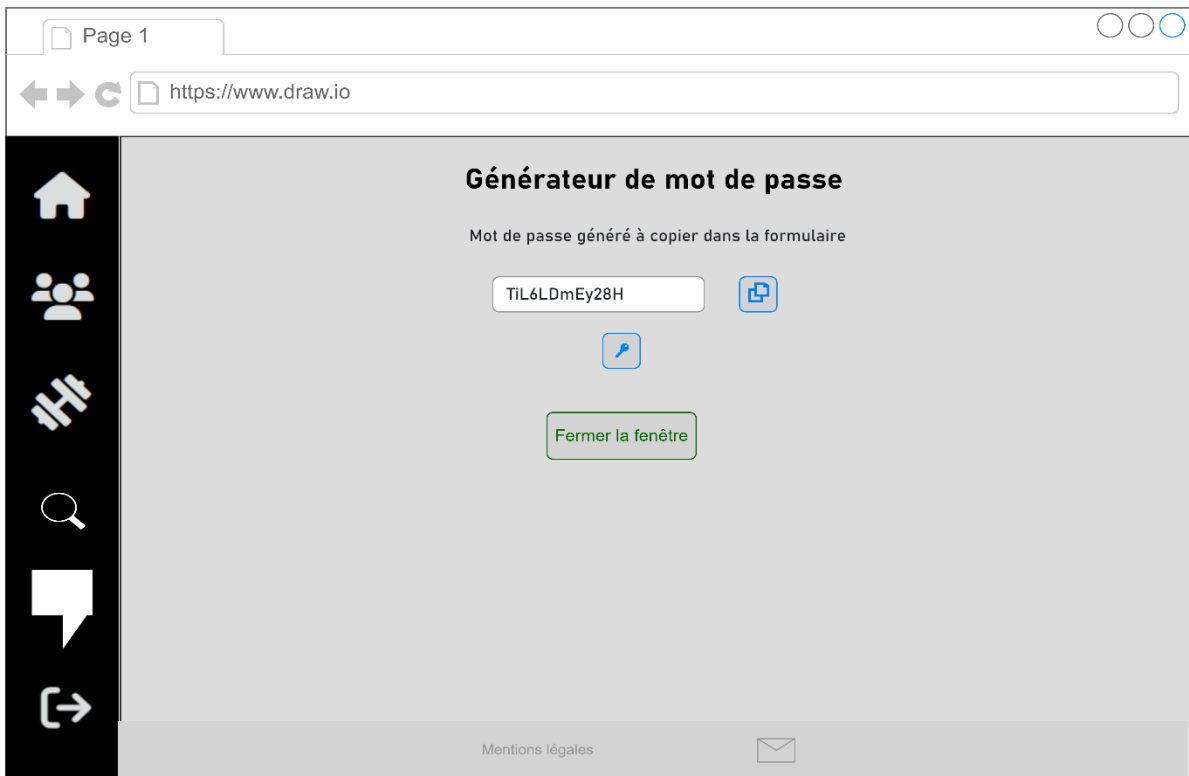 Page 1
https://www.draw.io
Générateur de mot de passe
Mot de passe généré à copier dans la formulaire
TiL6LDmEy28H
Fermer la fenêtre
Mentions légales